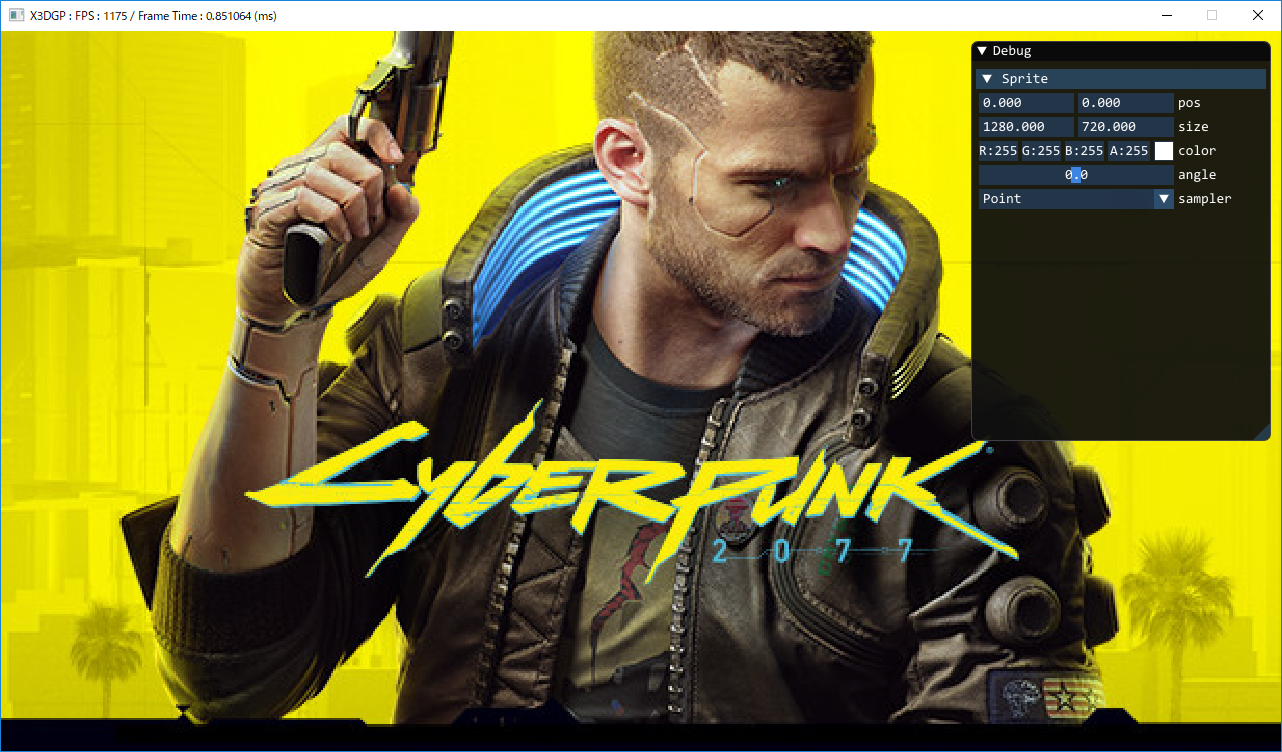 X3DGP : FPS : 1175 / Frame Time : 0.851064 (ms)
Debug
Sprite
0.000 0.000 pos
1280.000 720.000 size
R:255 G:255 B:255 A:255 color
0.0 angle
Point sampler
Cyberpunk
2077